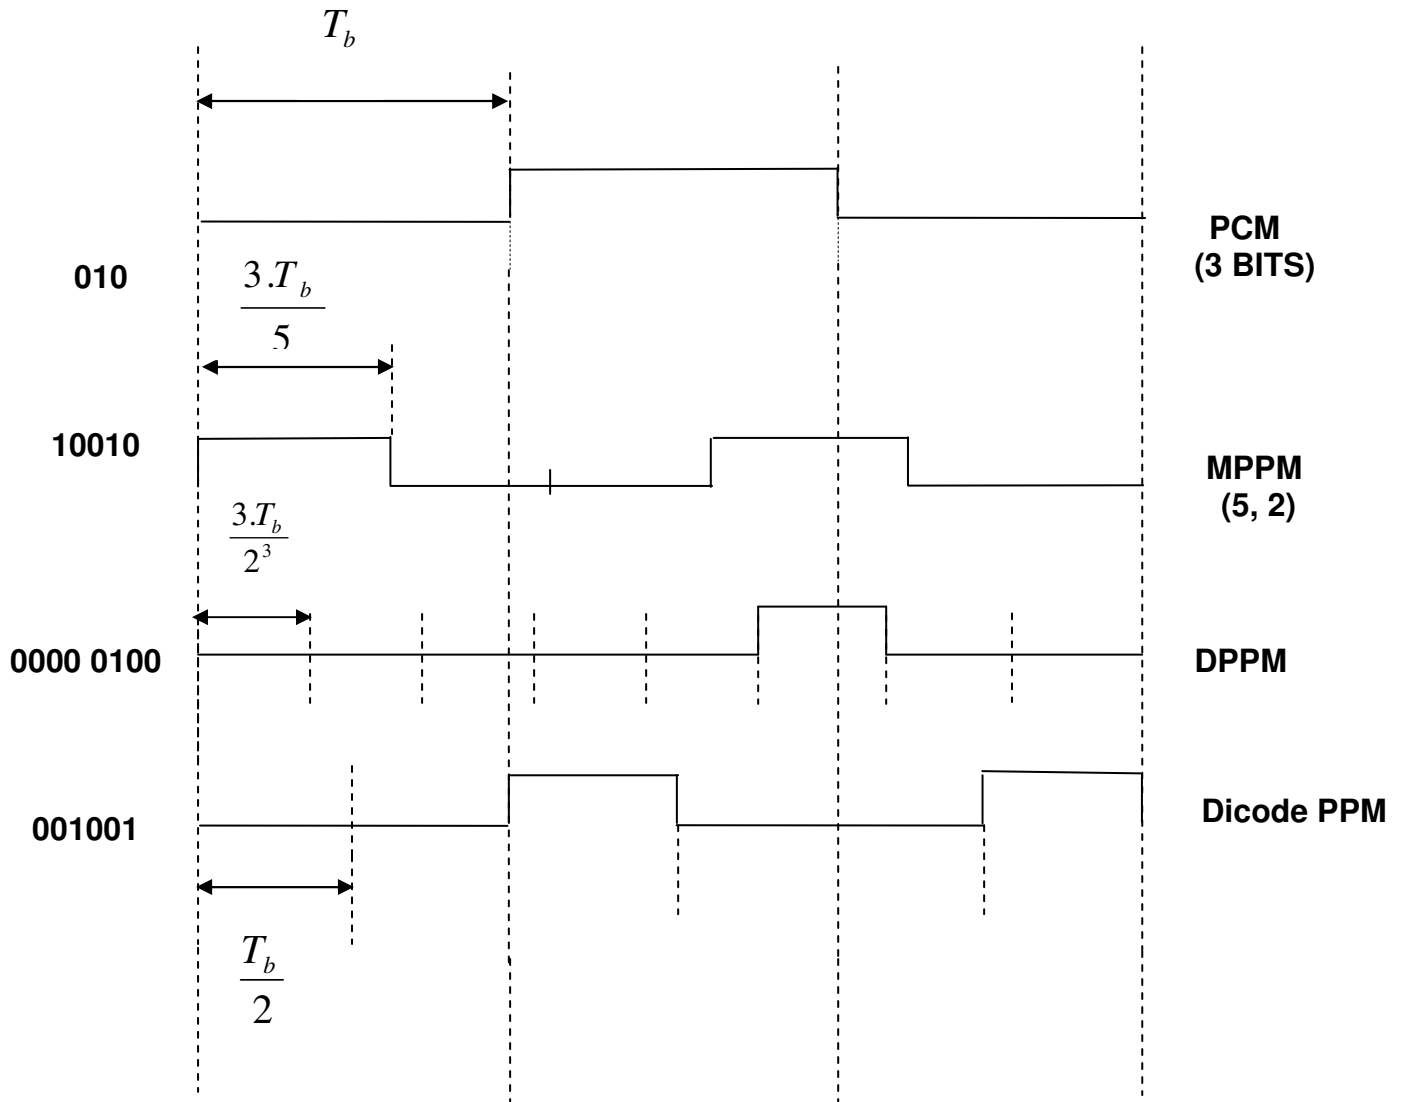 T_b
PCM
(3 BITS)
010
3.T_b
5
10010
MPPM
(5, 2)
3.T_b
2^3
0000 0100
DPPM
001001
Dicode PPM
T_b
2